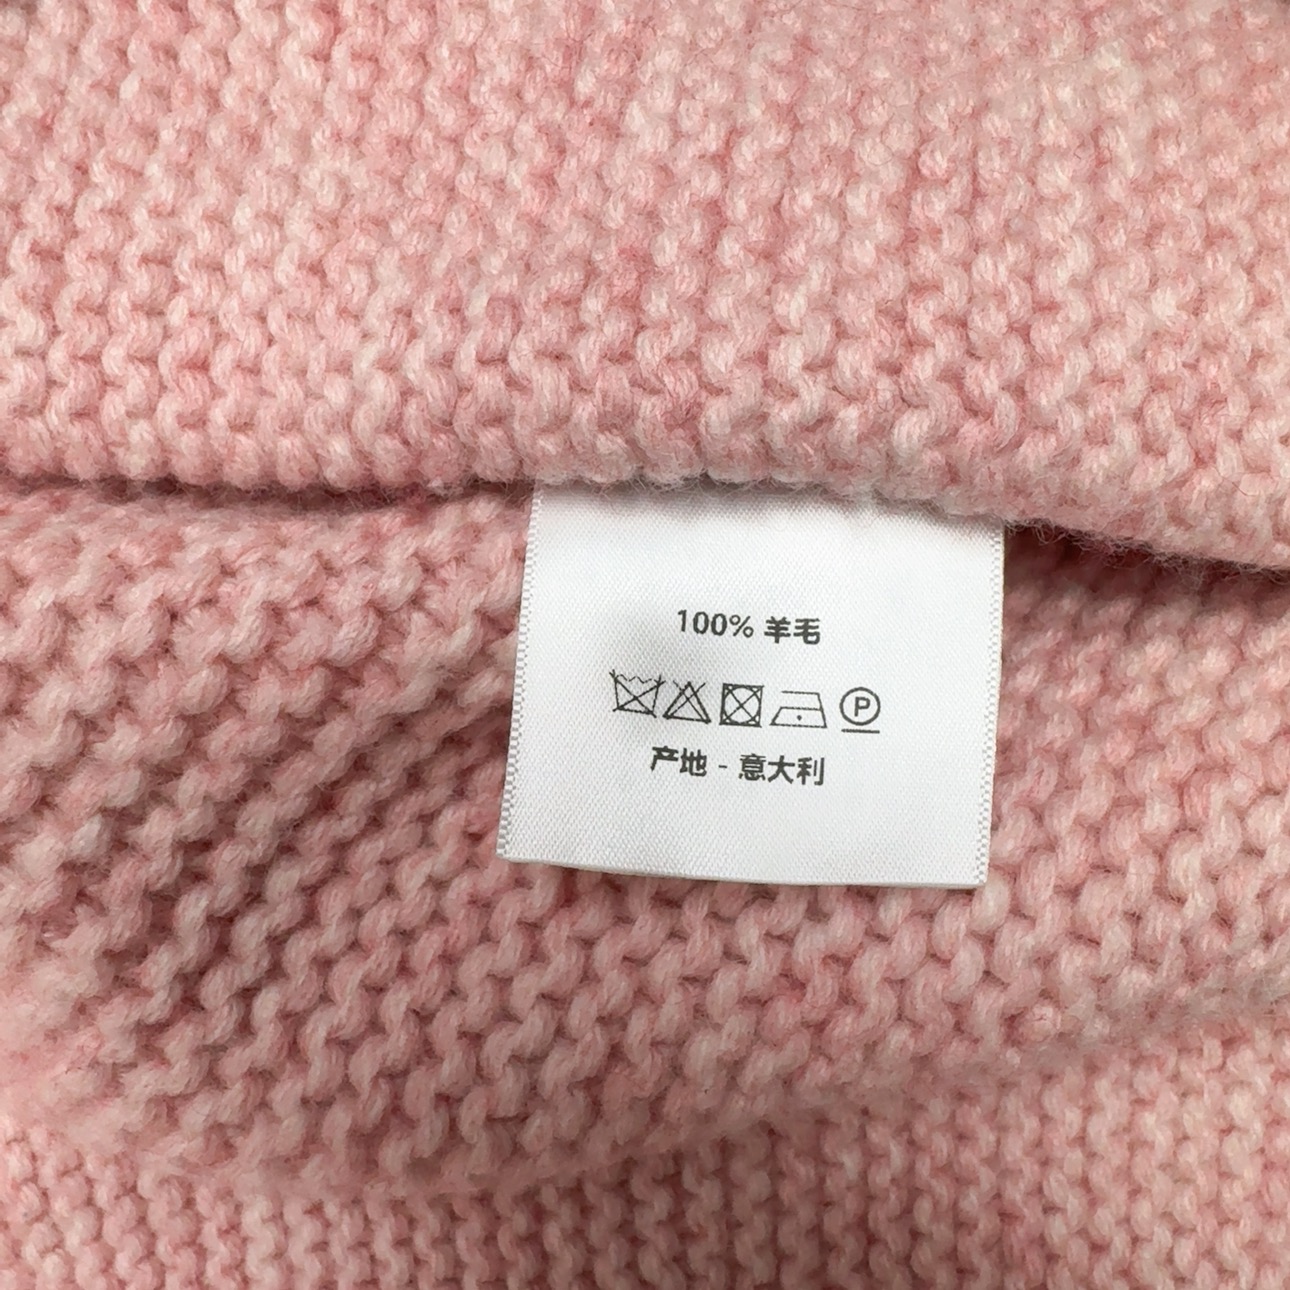 100% 羊毛
P
产地 - 意大利